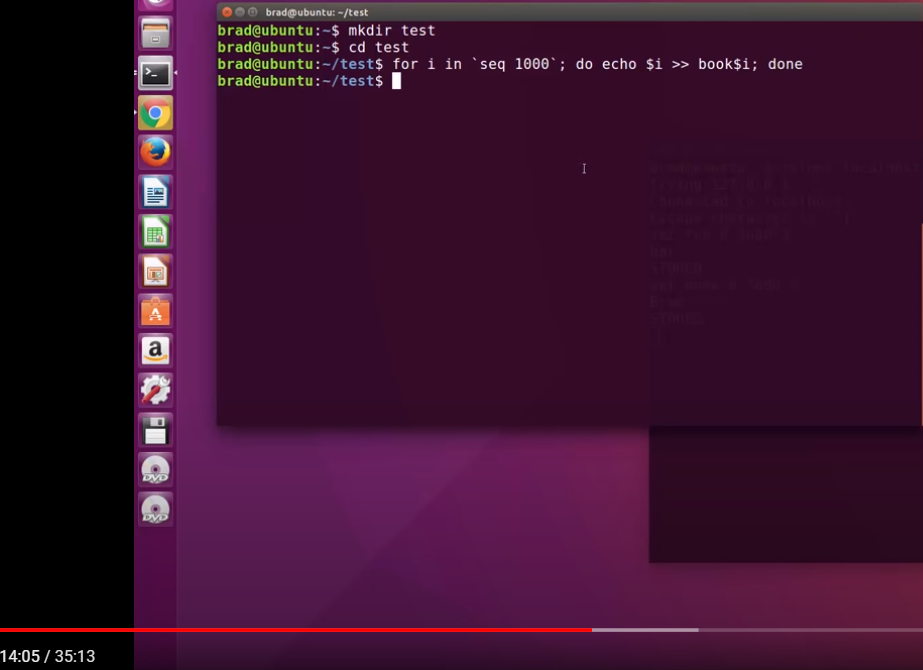 brad@ubuntu: ~/test
brad@ubuntu:~$ mkdir test
brad@ubuntu:~$ cd test
brad@ubuntu:~/test$ for i in `seq 1000`; do echo $i >> book$i; done
brad@ubuntu:~/test$
DVD
DVD
14:05 / 35:13